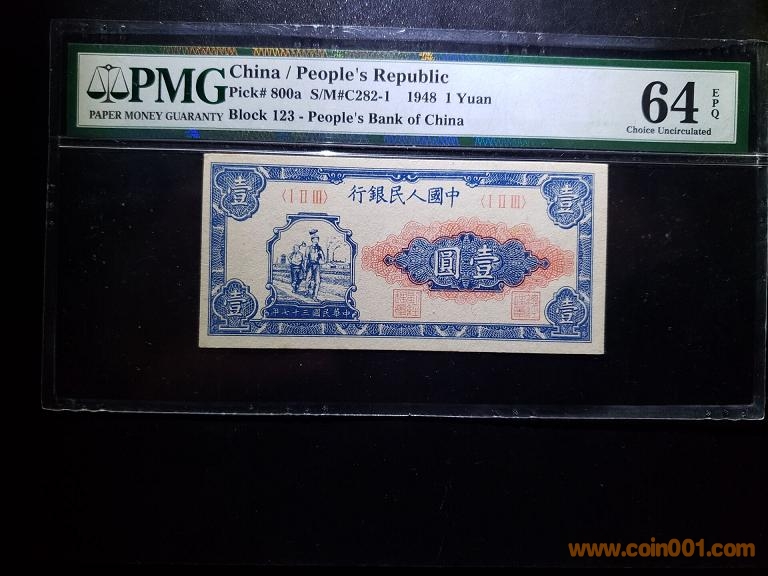 PMG
PAPER MONEY GUARANTY
China / People's Republic
Pick# 800a S/M#C282-1 1948 1 Yuan
Block 123 - People's Bank of China
64
EPQ
Choice Uncirculated
壹
壹
〈I II III〉
行銀民人國中
〈I II III〉
圓壹
年七十三國民華中
壹
壹
www.coin001.com